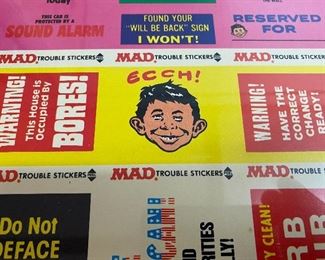 THIS CAR IS
PROTECTED BY A
SOUND ALARM
FOUND YOUR
"WILL BE BACK" SIGN
I WON'T!
RESERVED
FOR
MAD. TROUBLE STICKERS
MAD. TROUBLE STICKERS
MAD. TROUBLE STICKERS
WARNING!
This House is
Occupied By
BORES!
ECCH!
WARNING!
HAVE THE
CORRECT
CHANGE
READY!
MAD. TROUBLE STICKERS
MAD. TROUBLE STICKERS
MAD. TROUBLE
Do Not
DEFACE
CLEAN!